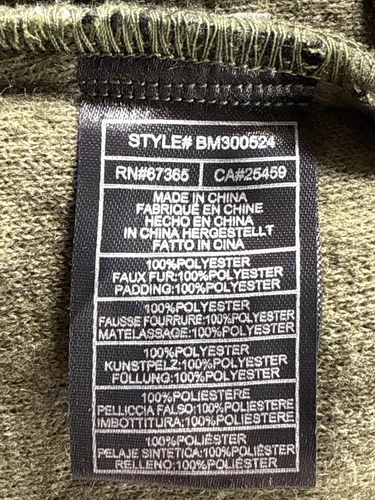 STYLE# BM300524
RN#67365 CA#25459
MADE IN CHINA
FABRIQUÉ EN CHINE
HECHO EN CHINA
IN CHINA HERGESTELLT
FATTO IN CINA
100%POLYESTER
FAUX FUR:100%POLYESTER
PADDING:100%POLYESTER
100%POLYESTER
FAUSSE FOURRURE:100%POLYESTER
MATELASSAGE:100%POLYESTER
100%POLYESTER
KUNSTPELZ:100%POLYESTER
FÜLLUNG:100%POLYESTER
100%POLIESTERE
PELLICCIA FALSO:100%POLIESTERE
IMBOTTITURA:100%POLIESTERE
100%POLIÉSTER
PELAJE SINTETICA:100%POLIÉSTER
RELLENO:100%POLIÉSTER